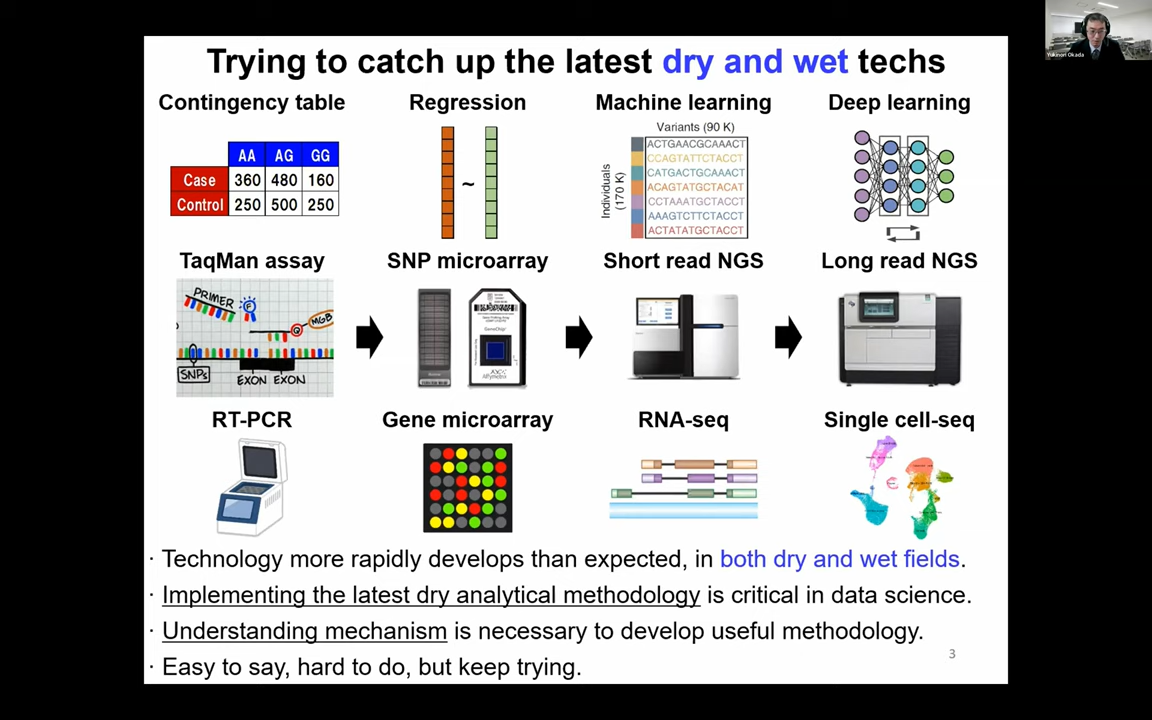 Trying to catch up the latest dry and wet techs
Yukinori Okada
Contingency table
Regression
Machine learning
Deep learning
AA AG GG
Case 360 480 160
Control 250 500 250
~
Variants (90 K)
Individuals
(170 K)
ACTGAACGCAAACT
CCAGTATTCTACCT
CATGACTGCAAACT
ACAGTATGCTACAT
CCTAAATGCTACCT
AAAGTCTTCTACCT
ACTATATGCTACCT
TaqMan assay
SNP microarray
Short read NGS
Long read NGS
PRIMER
F
Q
MGB
SNPs
EXON EXON
GeneChip
Affymetrix
RT-PCR
Gene microarray
RNA-seq
Single cell-seq
· Technology more rapidly develops than expected, in both dry and wet fields.
· Implementing the latest dry analytical methodology is critical in data science.
· Understanding mechanism is necessary to develop useful methodology.
· Easy to say, hard to do, but keep trying.
3